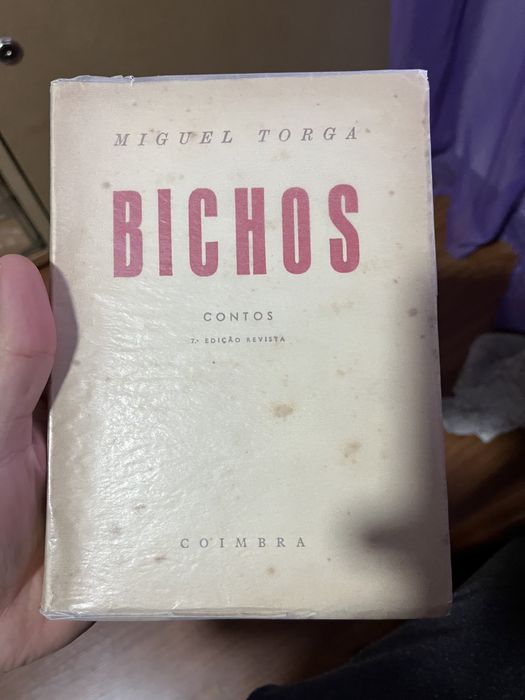 MIGUEL TORGA
BICHOS
CONTOS
7.ª EDIÇÃO REVISTA
COIMBRA